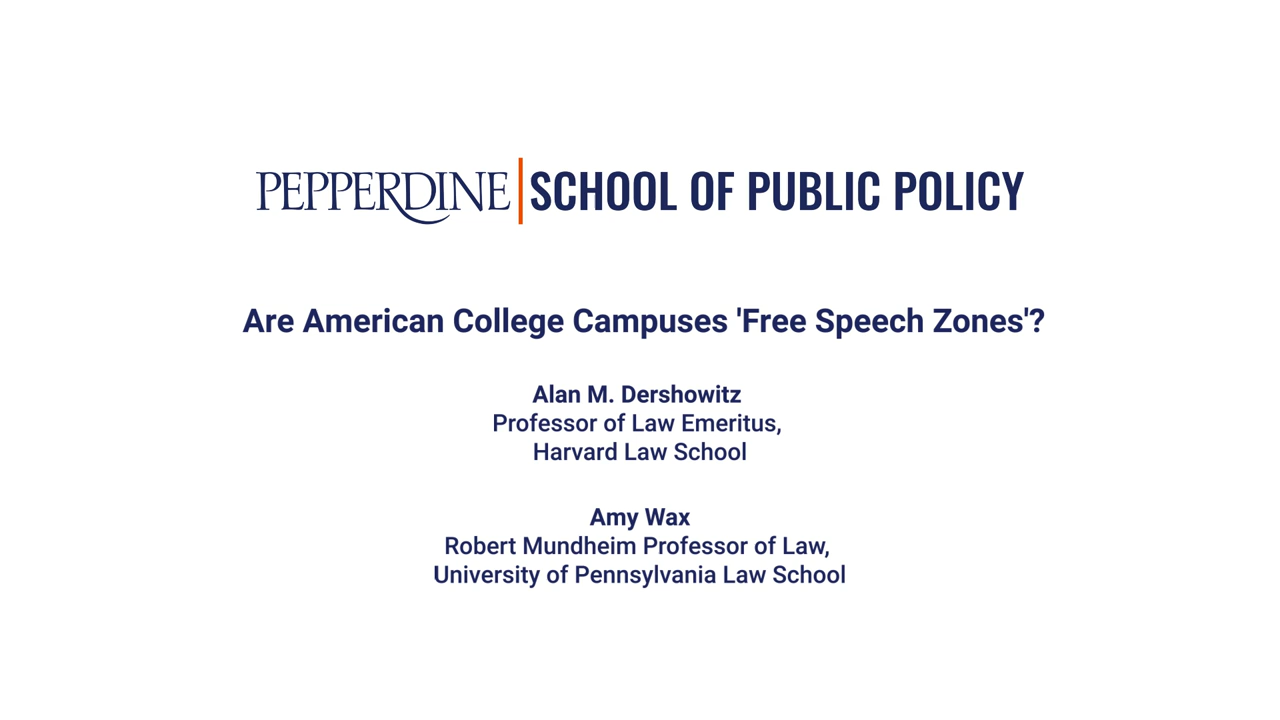 PEPPERDINE | SCHOOL OF PUBLIC POLICY
Are American College Campuses 'Free Speech Zones'?
Alan M. Dershowitz
Professor of Law Emeritus,
Harvard Law School
Amy Wax
Robert Mundheim Professor of Law,
University of Pennsylvania Law School